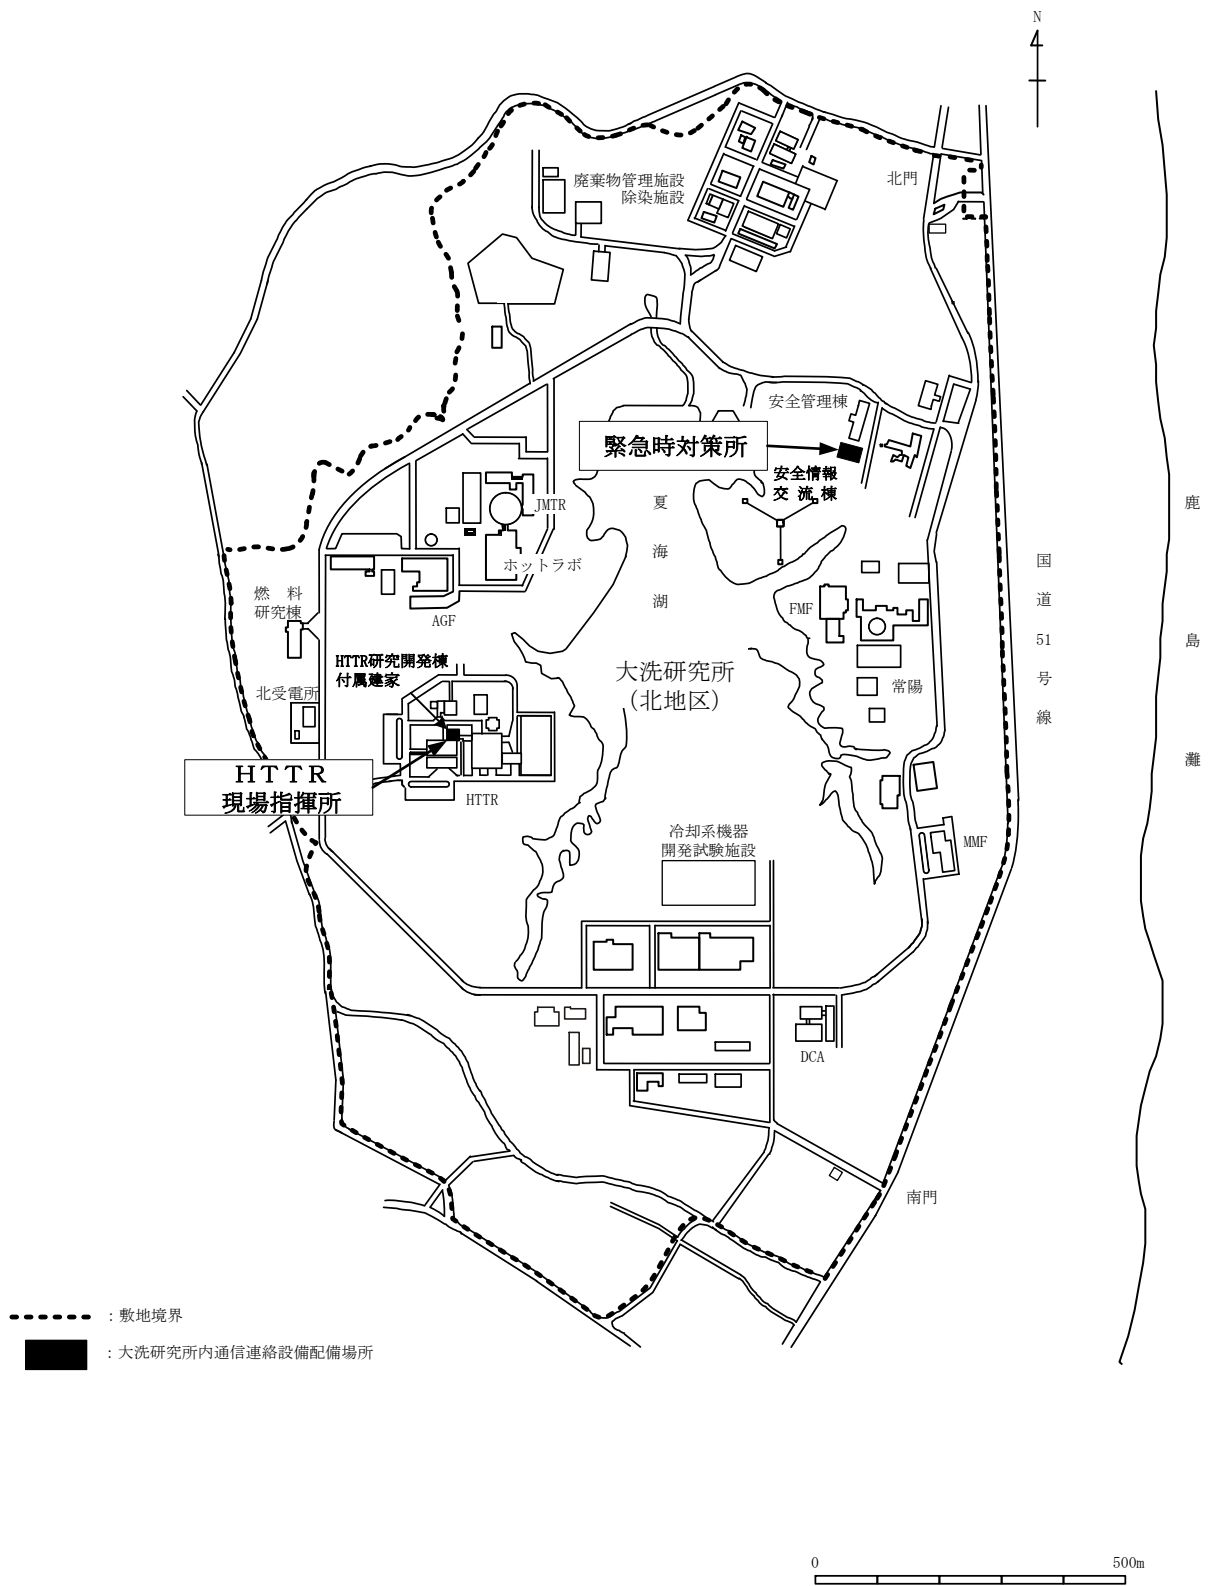 N
廃棄物管理施設
除染施設
北門
安全管理棟
緊急時対策所
安全情報
交流棟
JMTR
ホットラボ
夏海湖
鹿島灘
国道51号線
燃料
研究棟
AGF
FMF
HTTR研究開発棟
付属建家
大洗研究所
(北地区)
北受電所
常陽
HTTR
現場指揮所
HTTR
冷却系機器
開発試験施設
MMF
DCA
南門
：敷地境界
：大洗研究所内通信連絡設備配備場所
0 500m